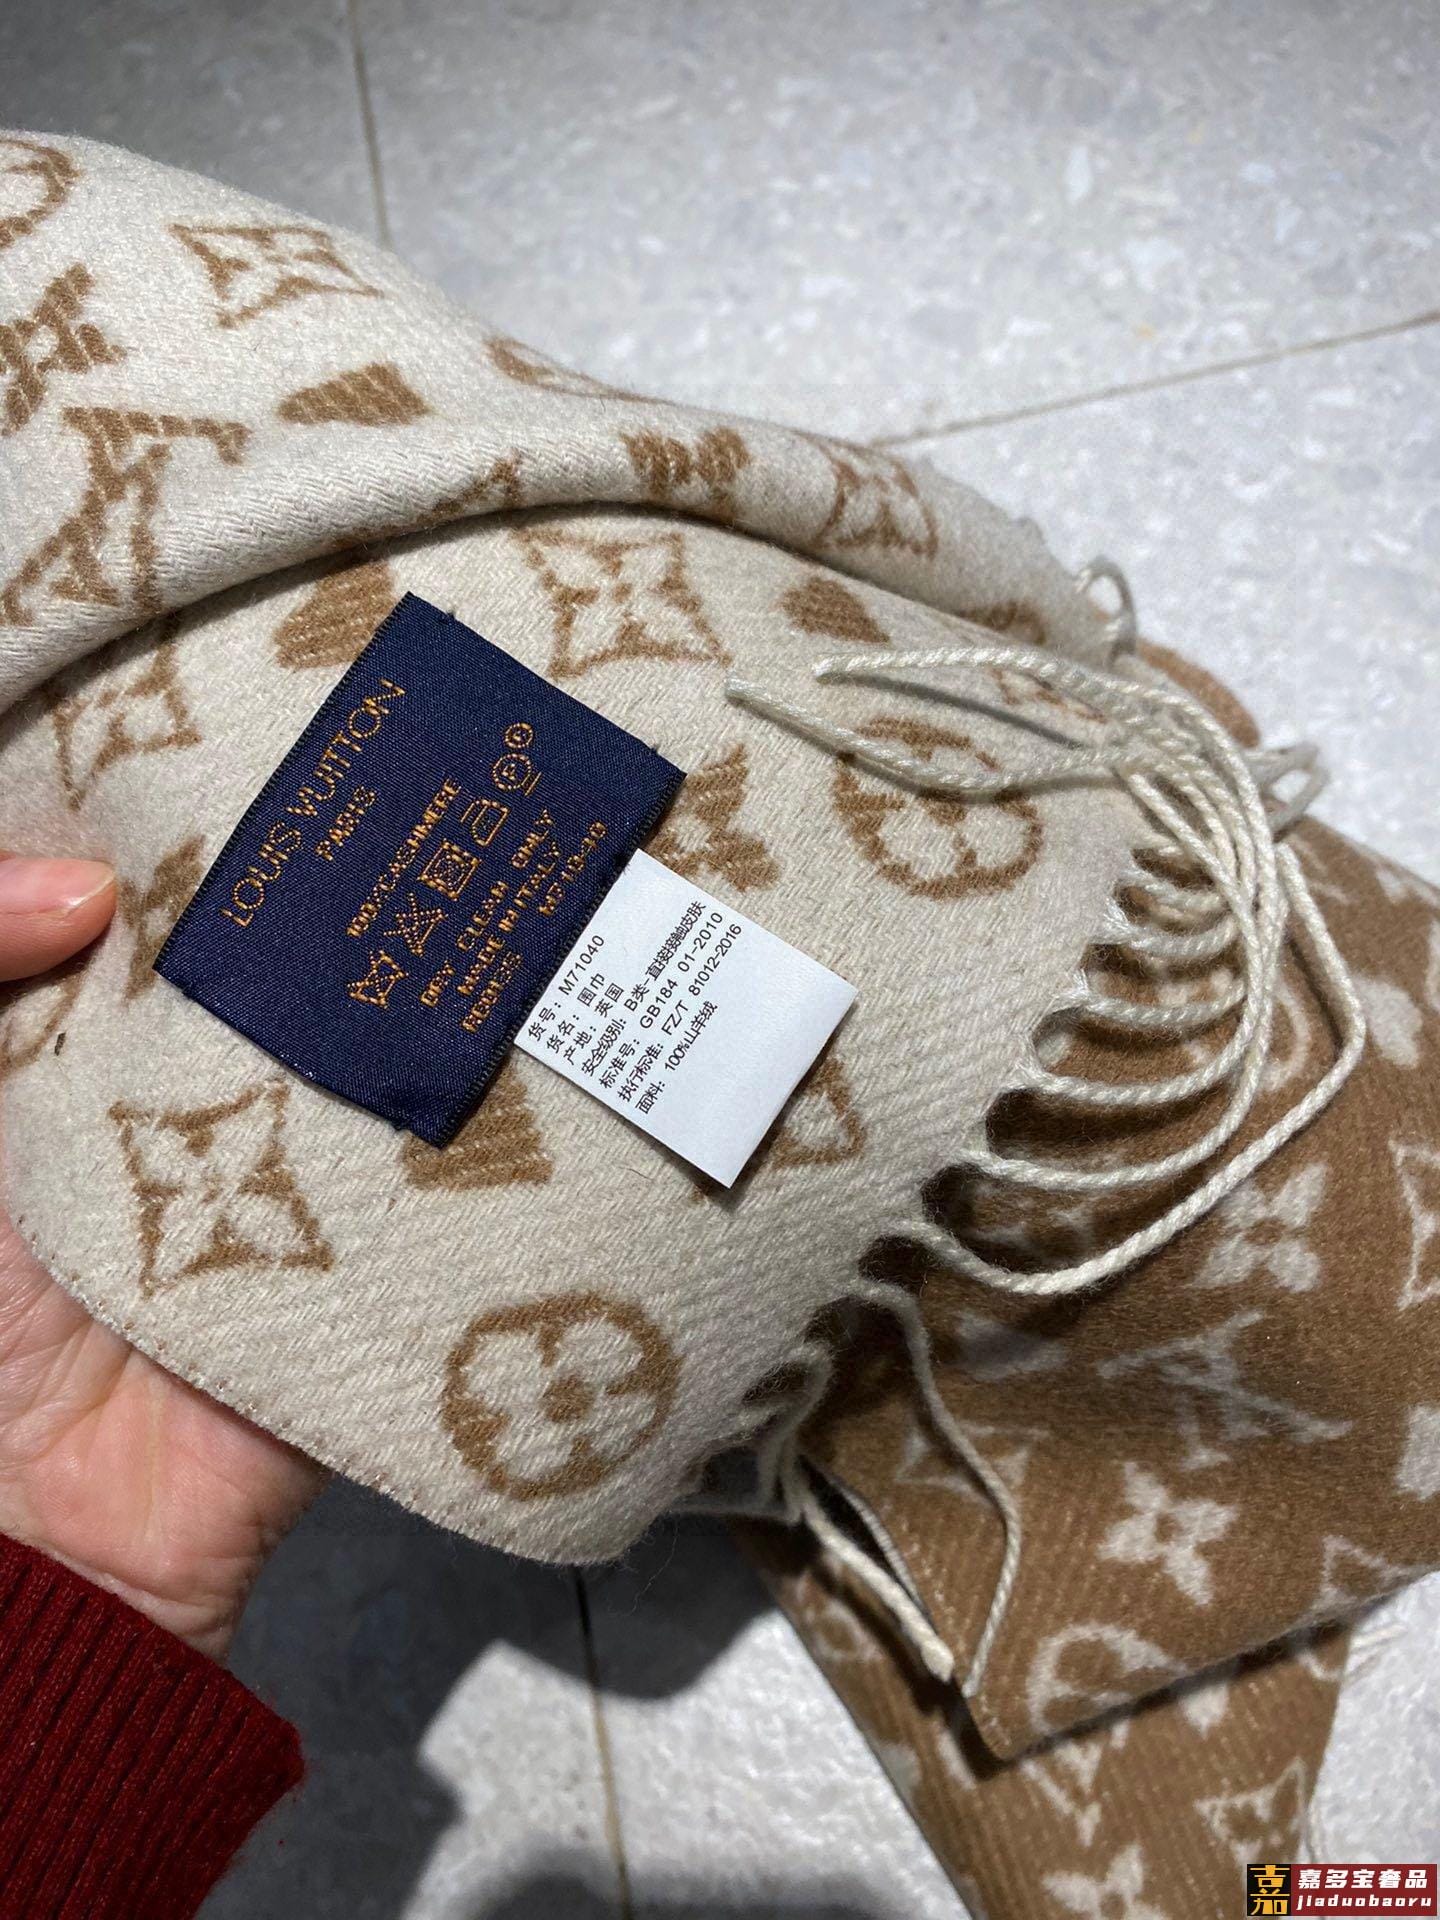 LOUIS VUITTON
PARIS
100%CASHMERE
DRY CLEAN ONLY
MADE IN ITALY
货号：M71040
货名：围巾
产地：英国
安全级别：B类-直接接触皮肤
标准号：GB184 01-2010
执行标准：FZ/T 81012-2016
面料：100%山羊绒
嘉 嘉多宝奢品
jiaduobaoru